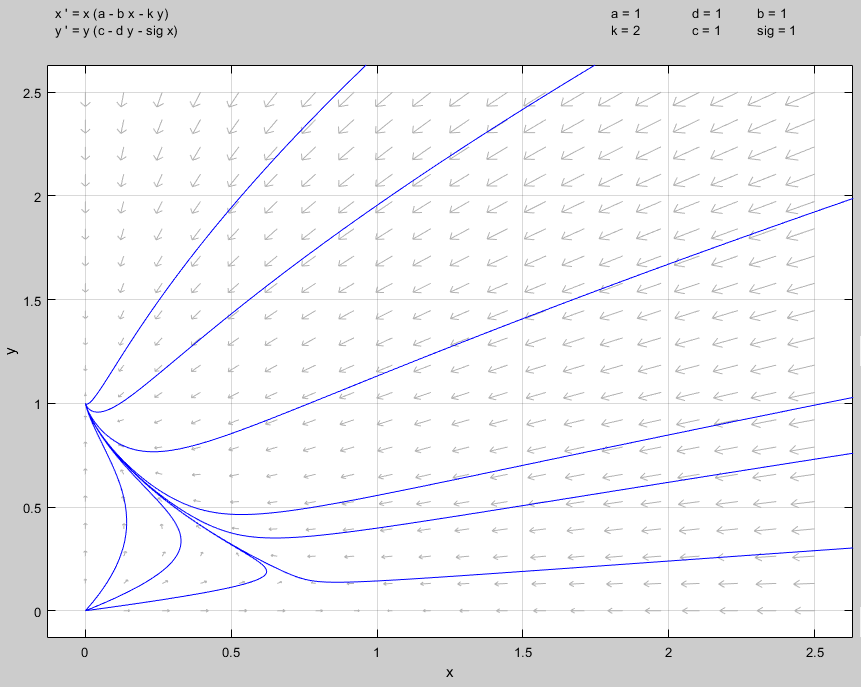 x ' = x (a - b x - k y)
y ' = y (c - d y - sig x)
a = 1 d = 1 b = 1
k = 2 c = 1 sig = 1
2.5
2
1.5
1
0.5
0
y
0 0.5 1 1.5 2 2.5
x